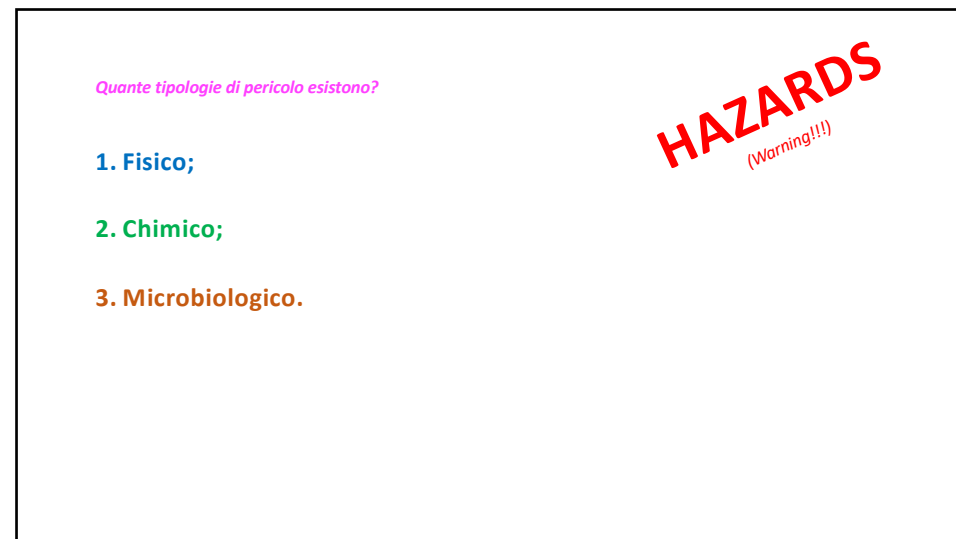 Quante tipologie di pericolo esistono?
HAZARDS
(Warning!!!)
1. Fisico;
2. Chimico;
3. Microbiologico.